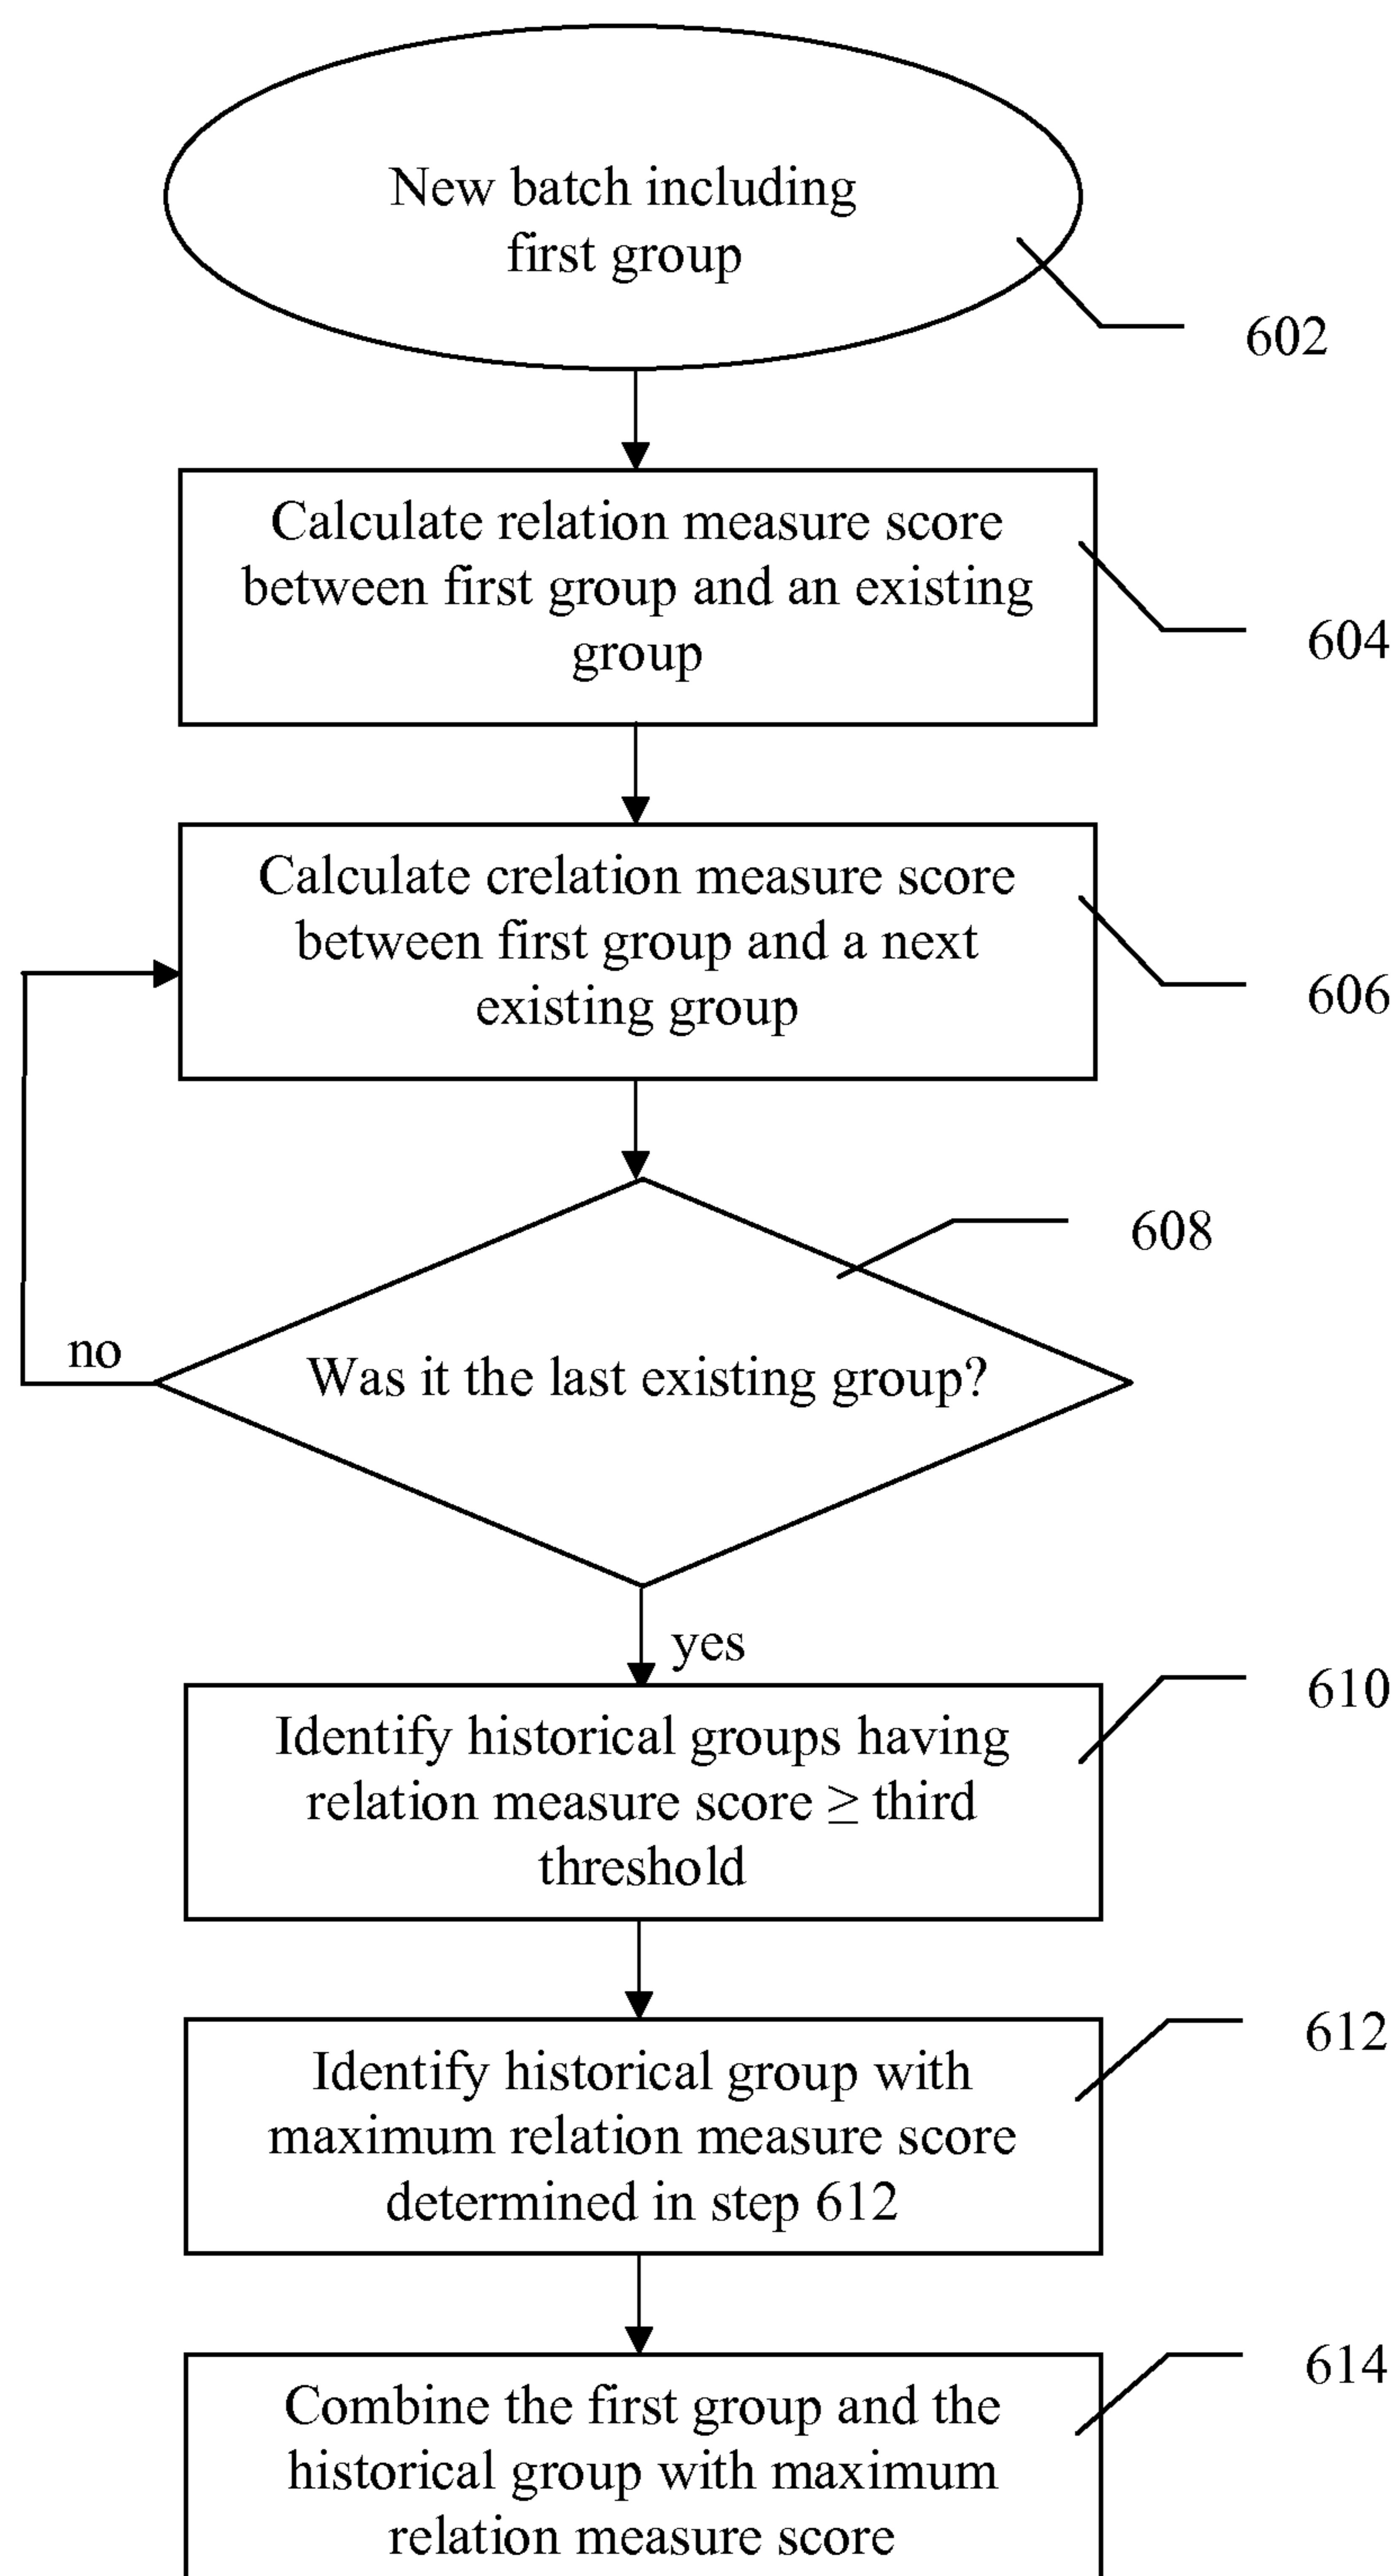 New batch including
first group
602
Calculate relation measure score
between first group and an existing
group
604
Calculate crelation measure score
between first group and a next
existing group
606
608
Was it the last existing group?
no
yes
610
Identify historical groups having
relation measure score ≥ third
threshold
612
Identify historical group with
maximum relation measure score
determined in step 612
614
Combine the first group and the
historical group with maximum
relation measure score